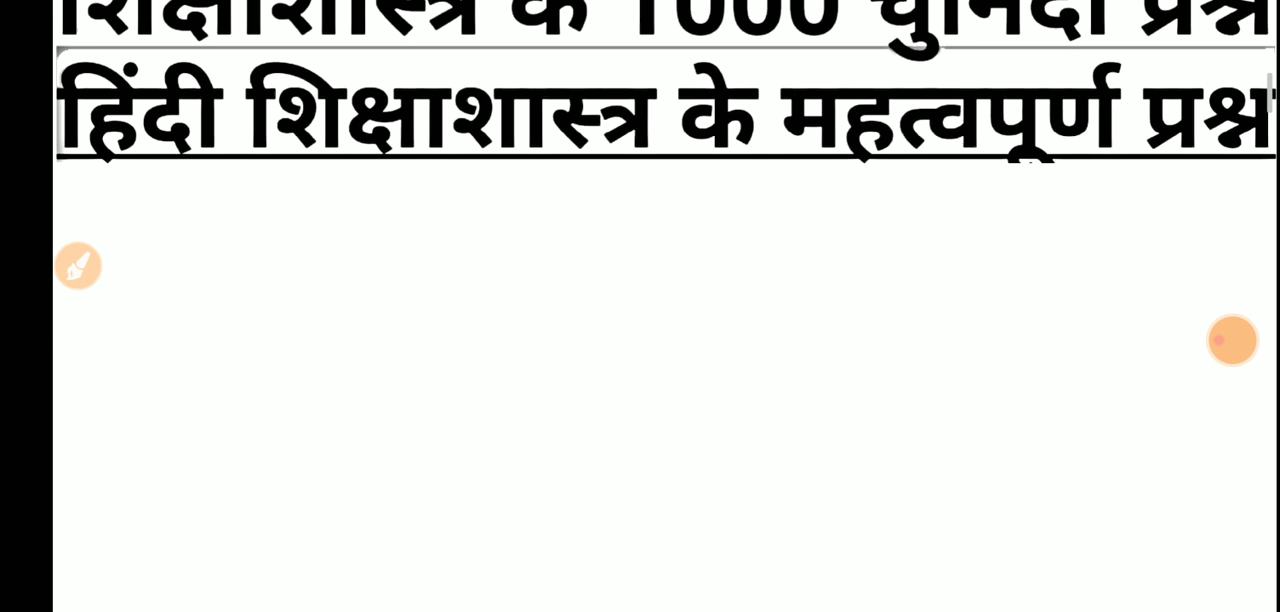 शिक्षाशास्त्र के 1000 चुनिंदा प्रश्न
हिंदी शिक्षाशास्त्र के महत्वपूर्ण प्रश्न